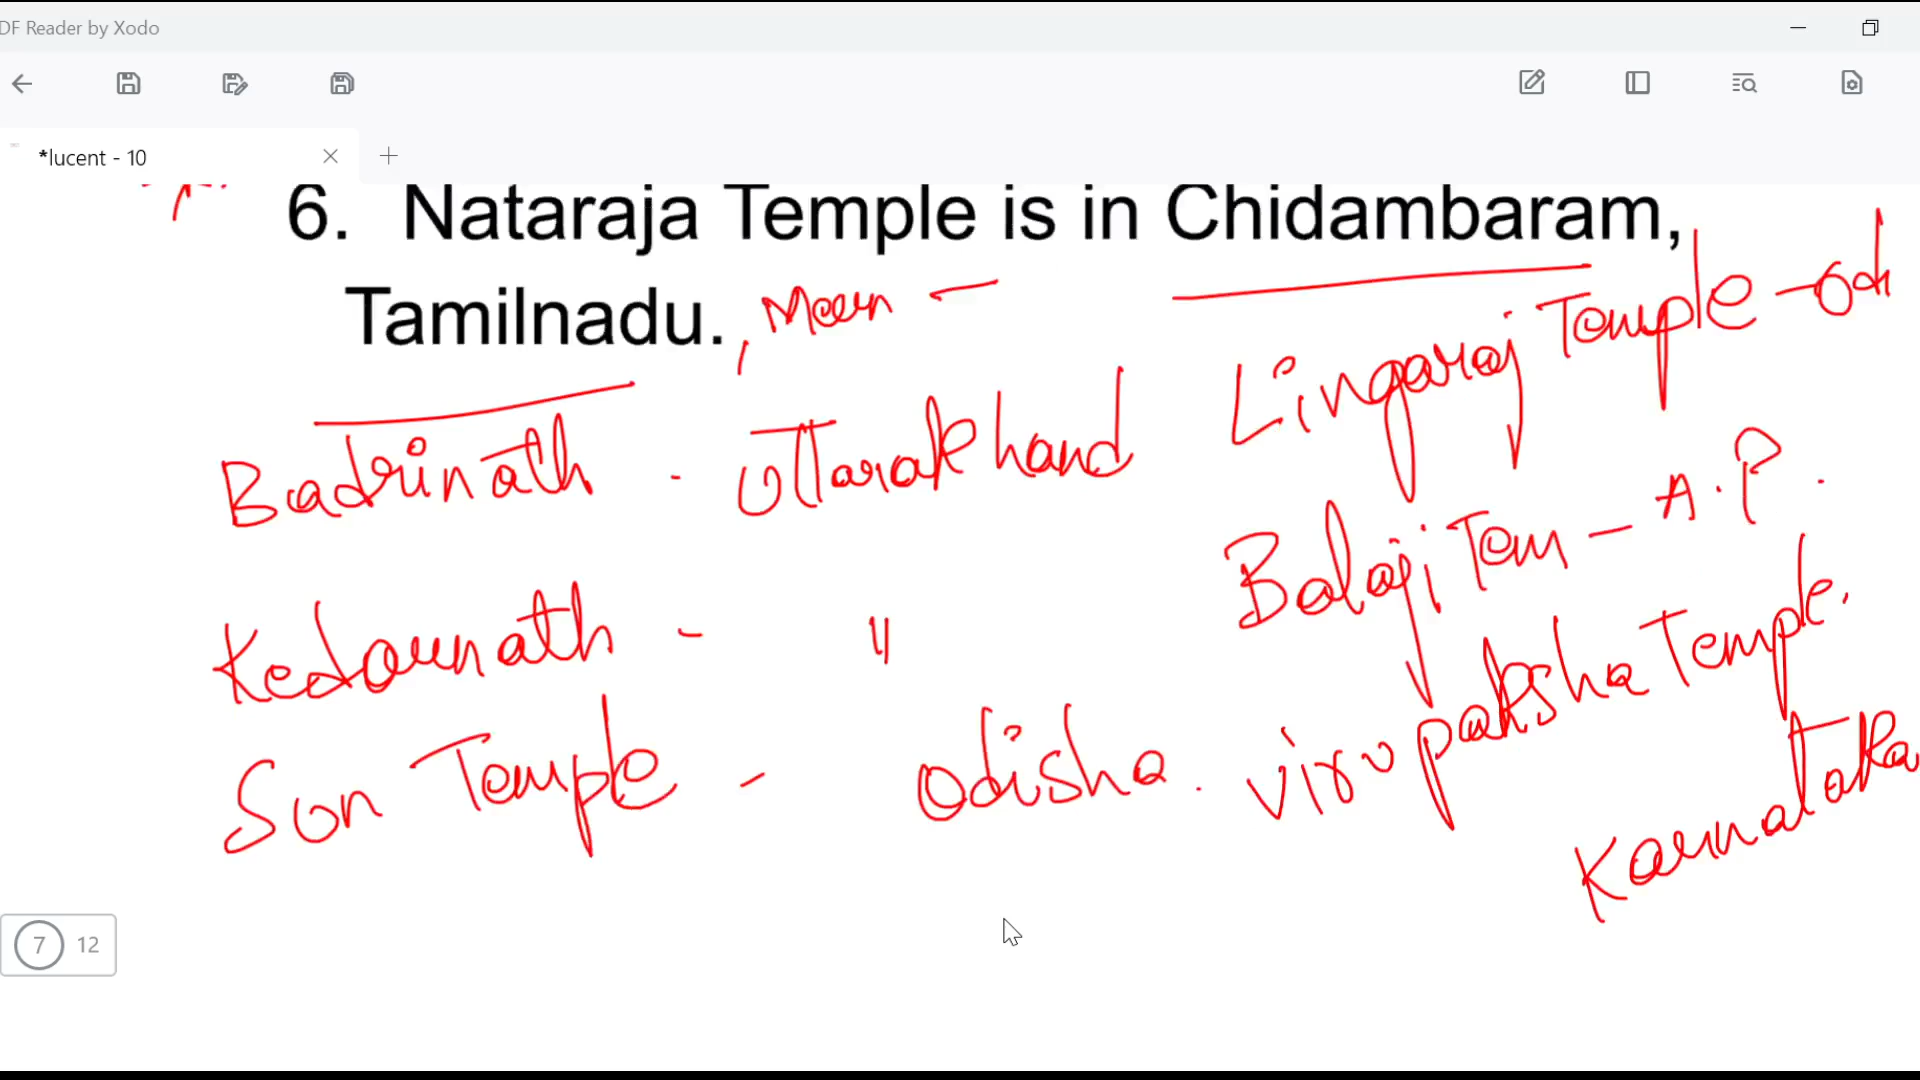 DF Reader by Xodo
*lucent - 10
6. Nataraja Temple is in Chidambaram,
Tamilnadu.
Lingaraj Temple - Odi
Badrinath - Uttarakhand
Balaji Tem - A.P.
Kedarnath - "
Virupaksha Temple.
Karnataka
Sun Temple - Odisha.
7 12